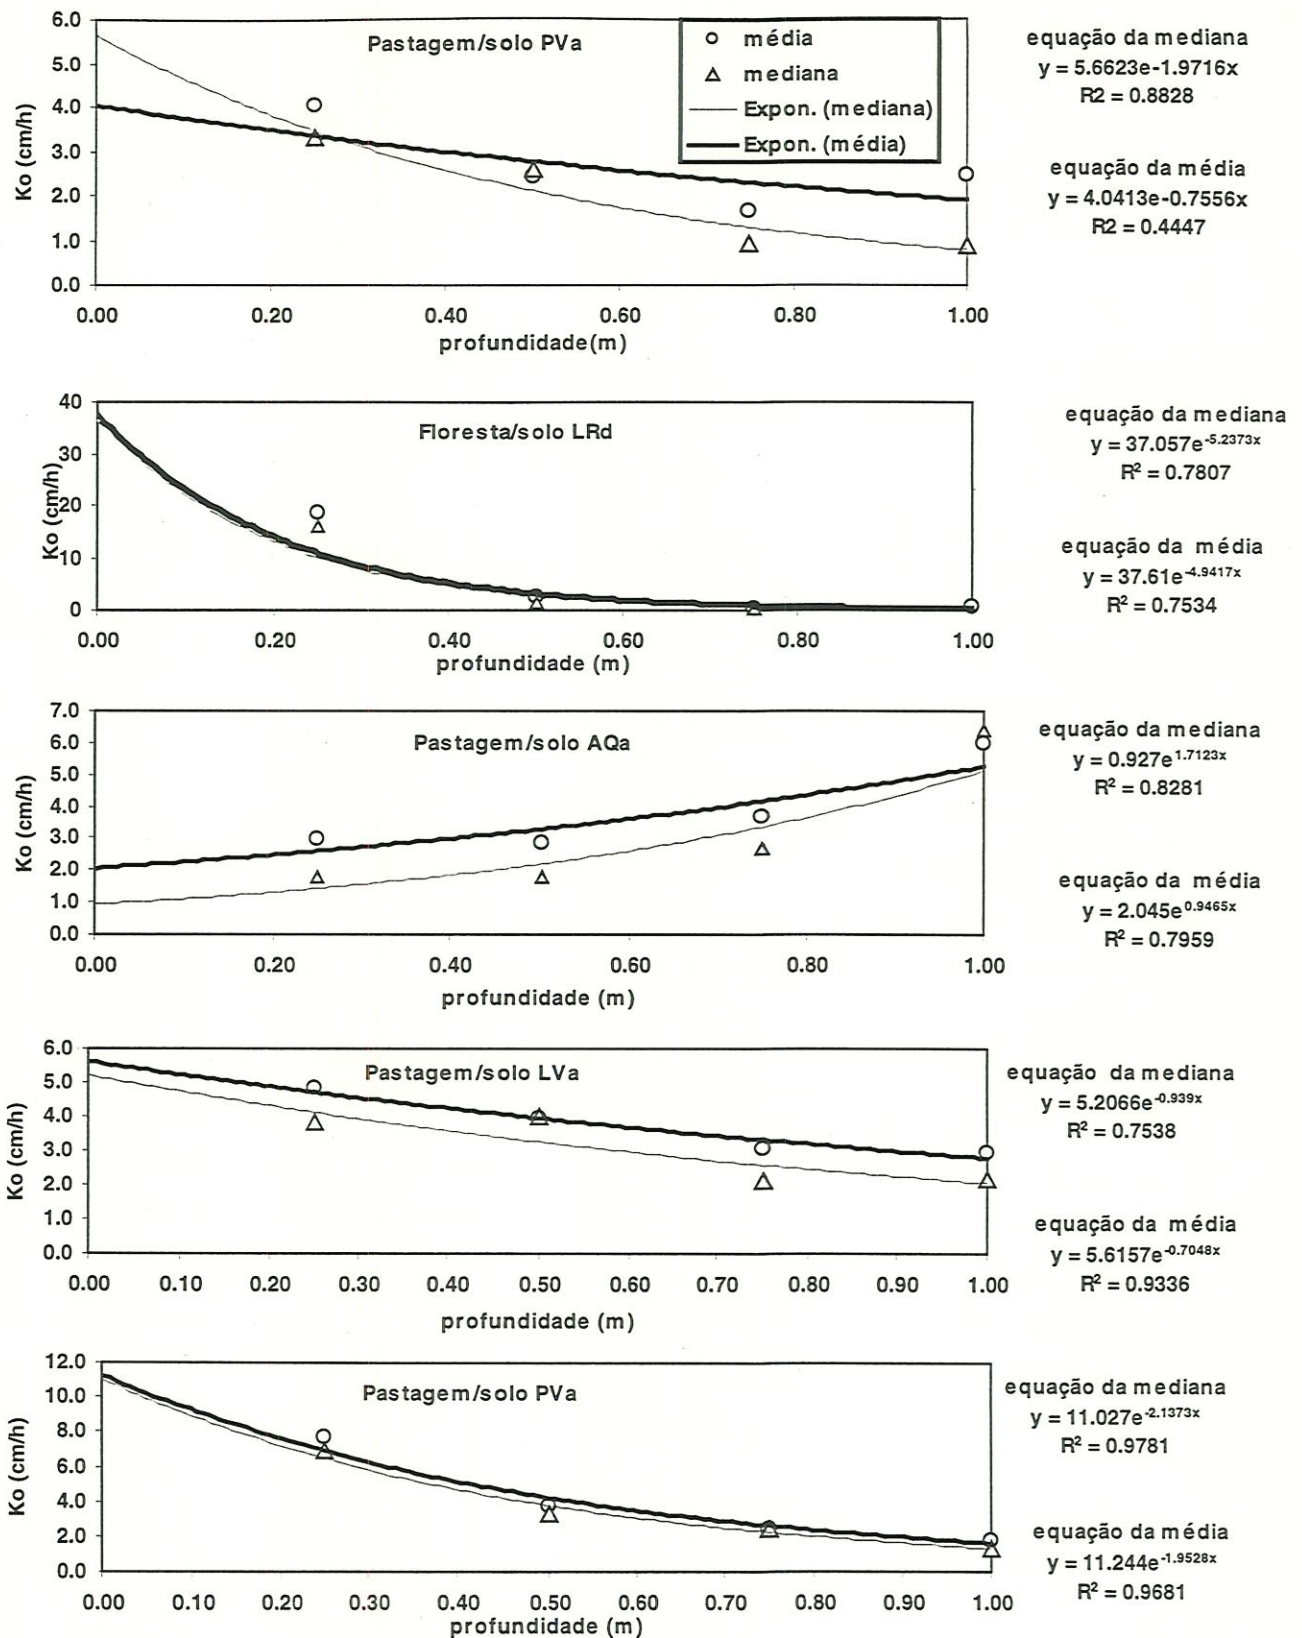 Pastagem/solo PVa
média
mediana
Expon. (mediana)
Expon. (média)
equação da mediana
y = 5.6623e-1.9716x
R2 = 0.8828
equação da média
y = 4.0413e-0.7556x
R2 = 0.4447
Ko (cm/h)
6.0
5.0
4.0
3.0
2.0
1.0
0.0
0.00 0.20 0.40 0.60 0.80 1.00
profundidade(m)
Floresta/solo LRd
equação da mediana
y = 37.057e^-5.2373x
R² = 0.7807
equação da média
y = 37.61e^-4.9417x
R² = 0.7534
Ko (cm/h)
40
30
20
10
0
0.00 0.20 0.40 0.60 0.80 1.00
profundidade (m)
Pastagem/solo AQa
equação da mediana
y = 0.927e^1.7123x
R² = 0.8281
equação da média
y = 2.045e^0.9465x
R² = 0.7959
Ko (cm/h)
7.0
6.0
5.0
4.0
3.0
2.0
1.0
0.0
0.00 0.20 0.40 0.60 0.80 1.00
profundidade (m)
Pastagem/solo LVa
equação da mediana
y = 5.2066e^-0.939x
R² = 0.7538
equação da média
y = 5.6157e^-0.7048x
R² = 0.9336
Ko (cm/h)
6.0
5.0
4.0
3.0
2.0
1.0
0.0
0.00 0.10 0.20 0.30 0.40 0.50 0.60 0.70 0.80 0.90 1.00
profundidade (m)
Pastagem/solo PVa
equação da mediana
y = 11.027e^-2.1373x
R² = 0.9781
equação da média
y = 11.244e^-1.9528x
R² = 0.9681
Ko (cm/h)
12.0
10.0
8.0
6.0
4.0
2.0
0.0
0.00 0.10 0.20 0.30 0.40 0.50 0.60 0.70 0.80 0.90 1.00
profundidade (m)